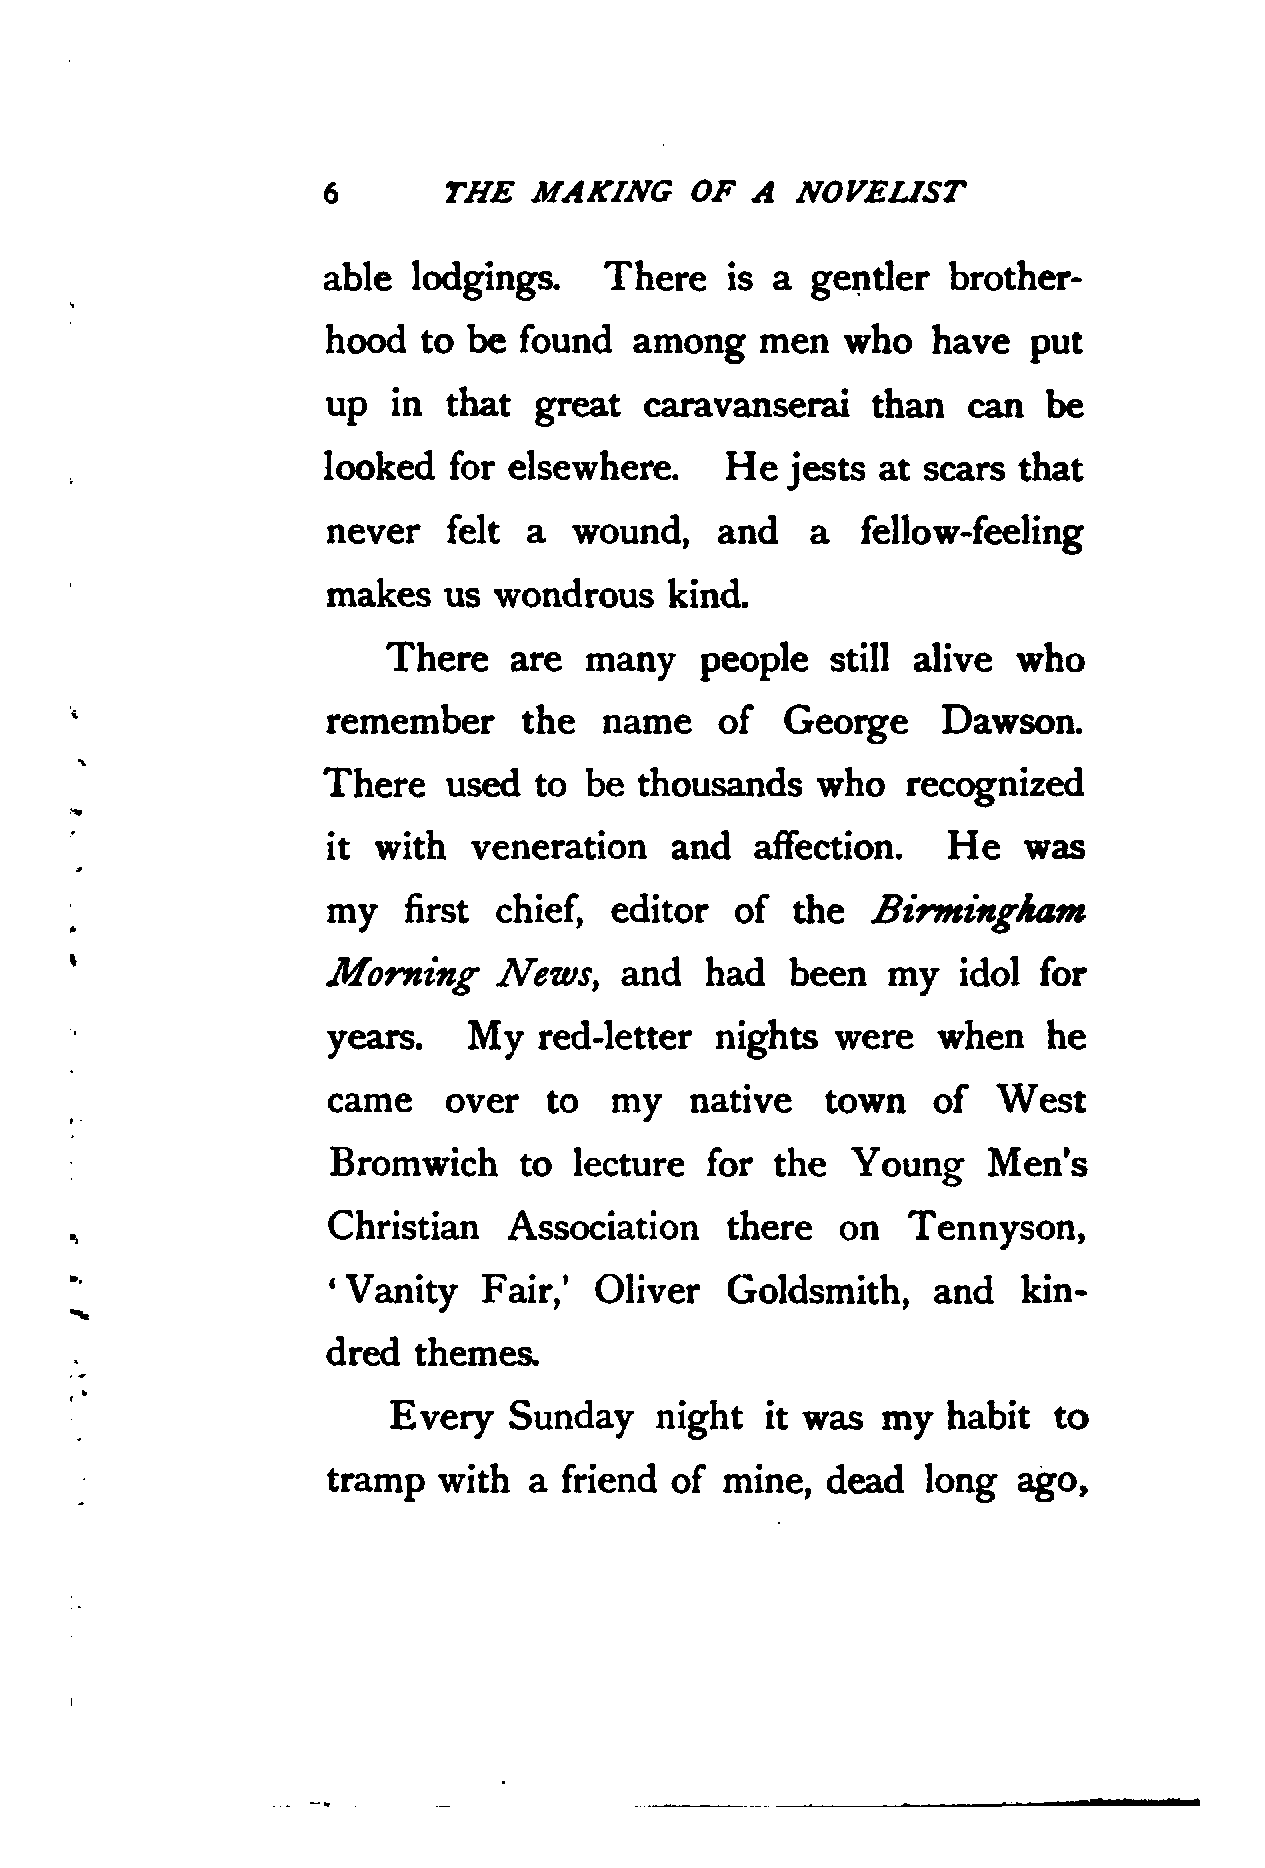 6 THE MAKING OF A NOVELIST
able lodgings. There is a gentler brother-
hood to be found among men who have put
up in that great caravanserai than can be
looked for elsewhere. He jests at scars that
never felt a wound, and a fellow-feeling
makes us wondrous kind.
There are many people still alive who
remember the name of George Dawson.
There used to be thousands who recognized
it with veneration and affection. He was
my first chief, editor of the Birmingham
Morning News, and had been my idol for
years. My red-letter nights were when he
came over to my native town of West
Bromwich to lecture for the Young Men's
Christian Association there on Tennyson,
‘Vanity Fair,’ Oliver Goldsmith, and kin-
dred themes.
Every Sunday night it was my habit to
tramp with a friend of mine, dead long ago,